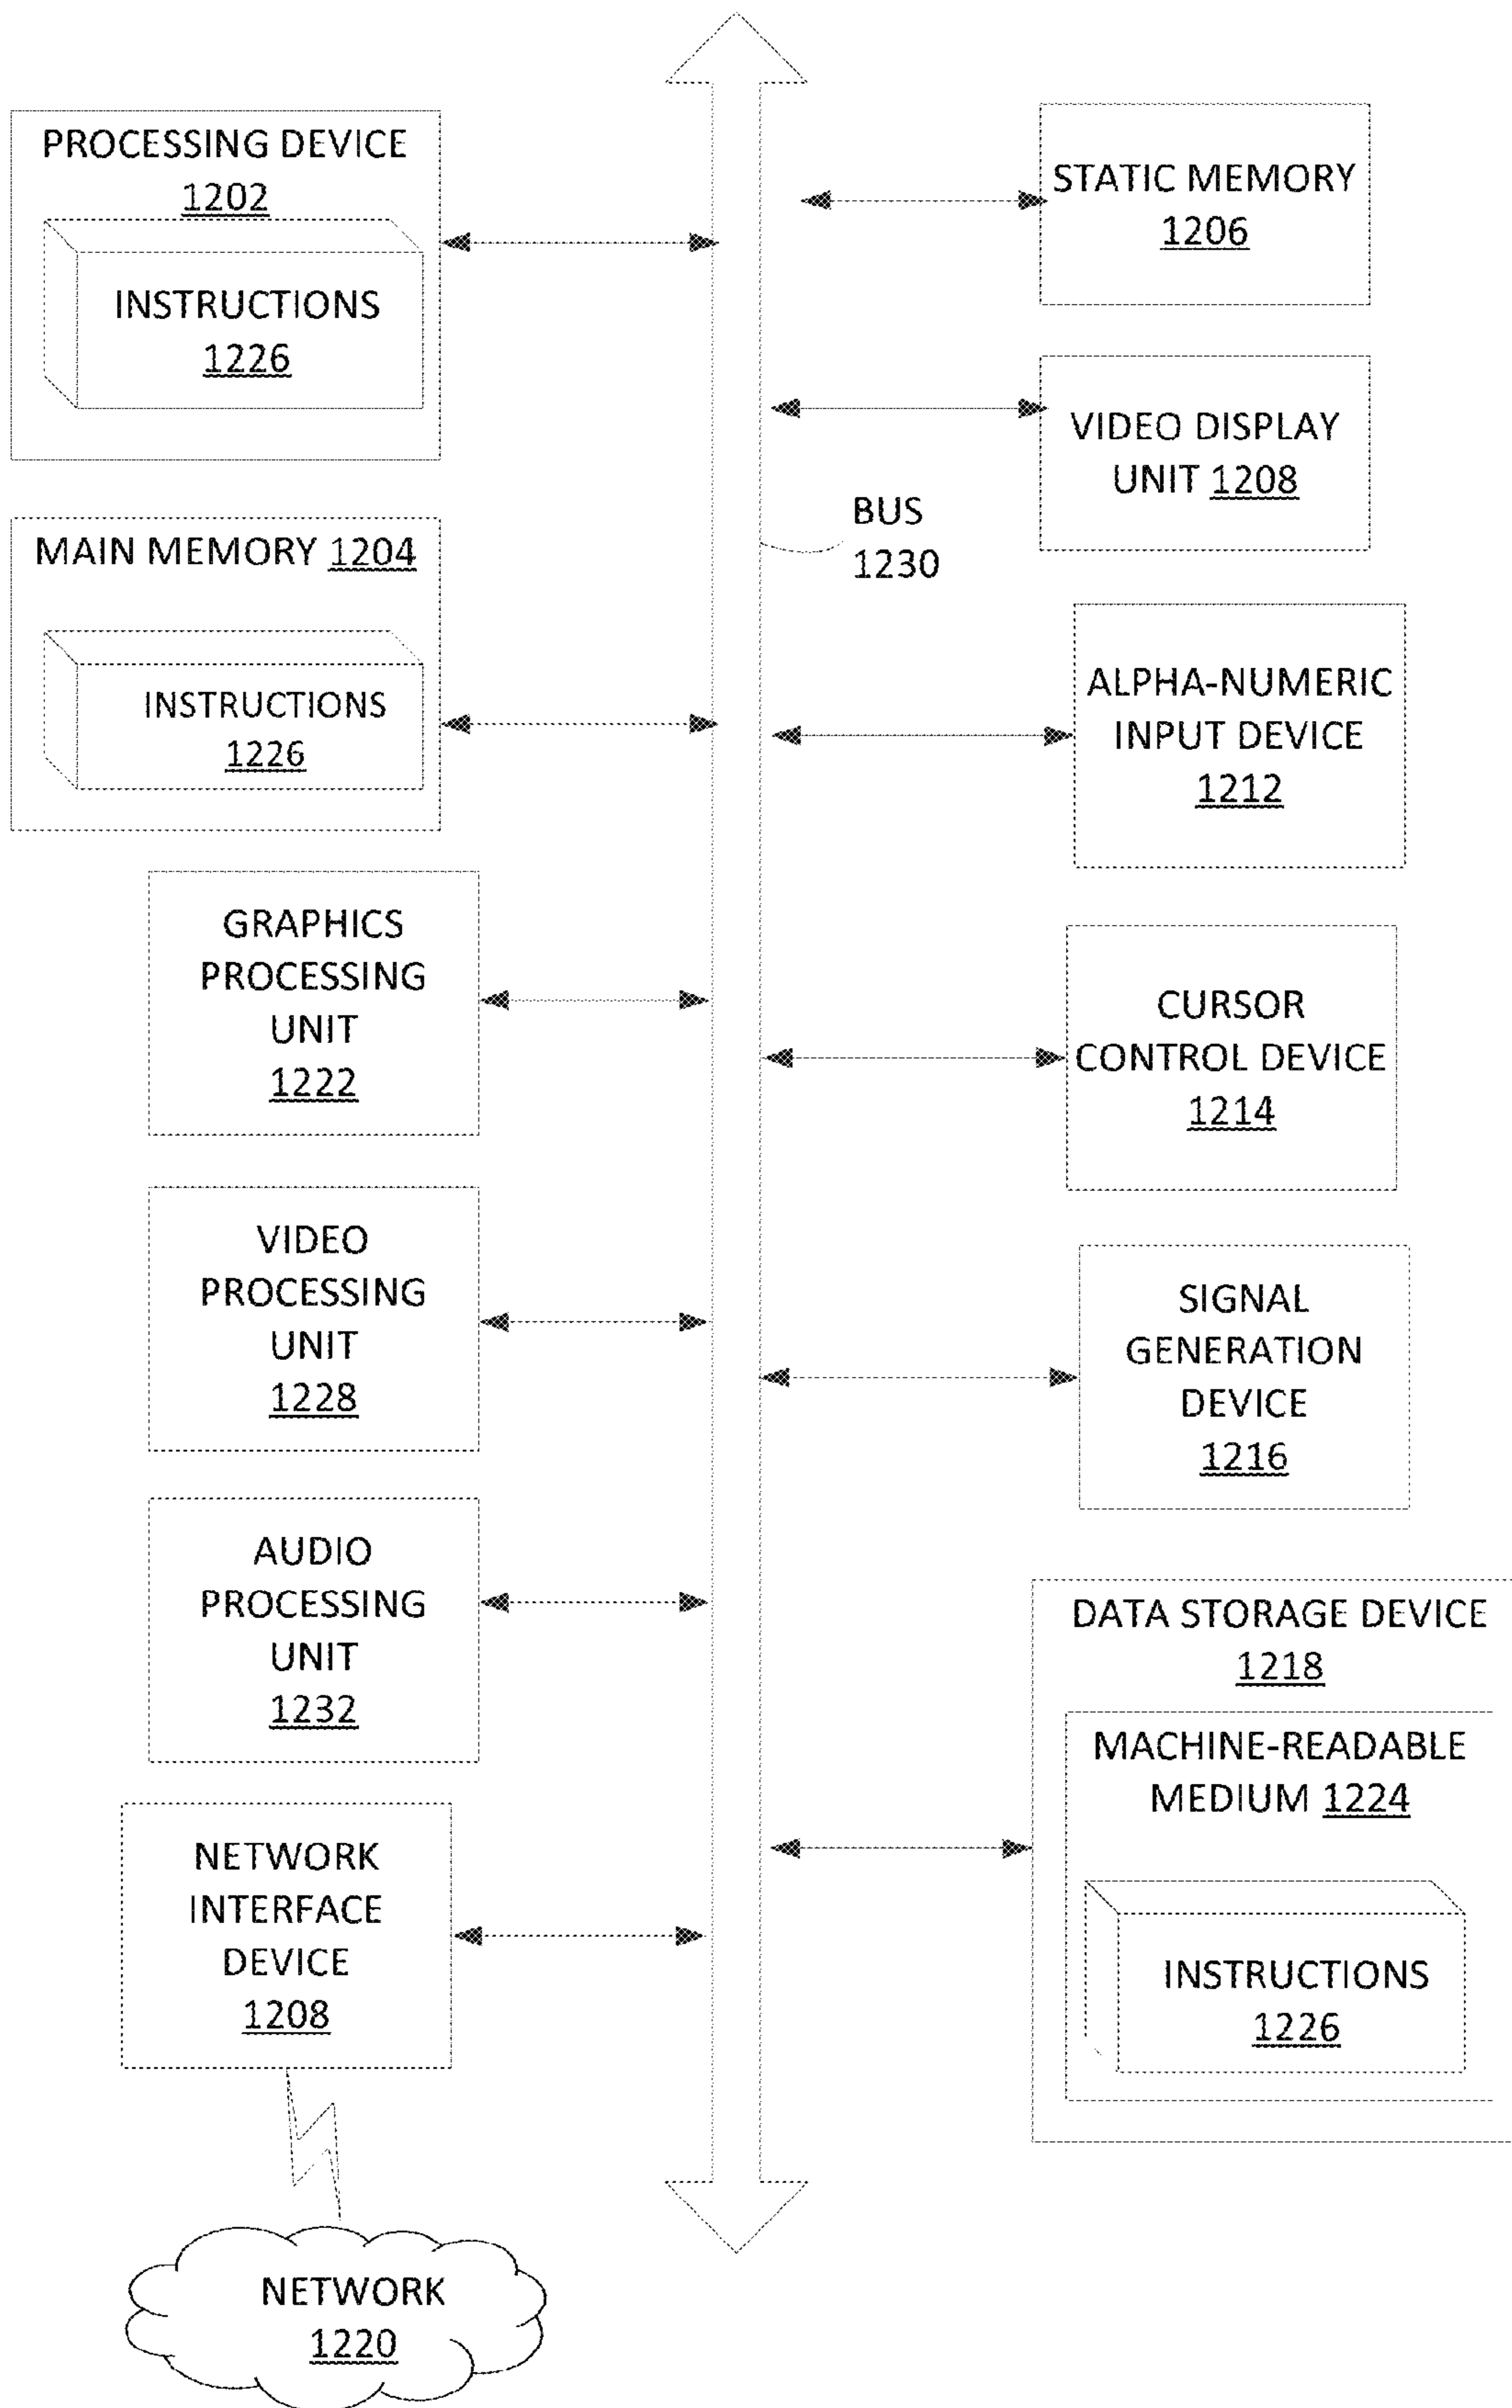 PROCESSING DEVICE
1202
INSTRUCTIONS
1226
MAIN MEMORY 1204
INSTRUCTIONS
1226
GRAPHICS
PROCESSING
UNIT
1222
VIDEO
PROCESSING
UNIT
1228
AUDIO
PROCESSING
UNIT
1232
NETWORK
INTERFACE
DEVICE
1208
NETWORK
1220
BUS
1230
STATIC MEMORY
1206
VIDEO DISPLAY
UNIT 1208
ALPHA-NUMERIC
INPUT DEVICE
1212
CURSOR
CONTROL DEVICE
1214
SIGNAL
GENERATION
DEVICE
1216
DATA STORAGE DEVICE
1218
MACHINE-READABLE
MEDIUM 1224
INSTRUCTIONS
1226